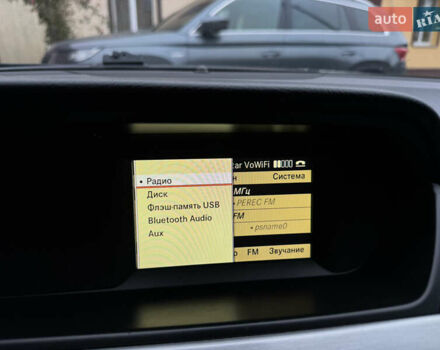 auto RIA
tar VoWiFi
Система
• Радио
Диск
Флэш-память USB
Bluetooth Audio
Aux
МГц
• PEREC FM
FM
• psname0
FM Звучание